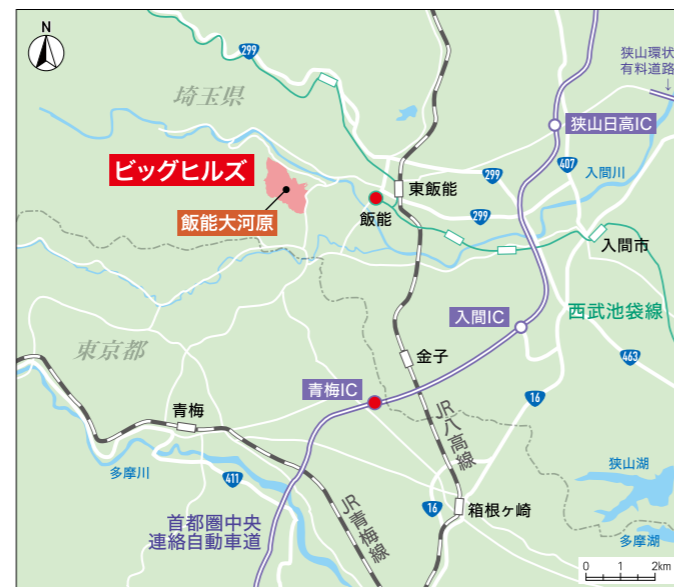 N
299
埼玉県
狭山環状
有料道路
↓
狭山日高IC
ビッグヒルズ
飯能大河原
407
入間川
299
東飯能
飯能
299
入間市
西武池袋線
入間IC
東京都
金子
463
青梅IC
16
青梅
JR八高線
多摩川
411
狭山湖
16
箱根ヶ崎
首都圏中央
連絡自動車道
JR青梅線
多摩湖
0 1 2km